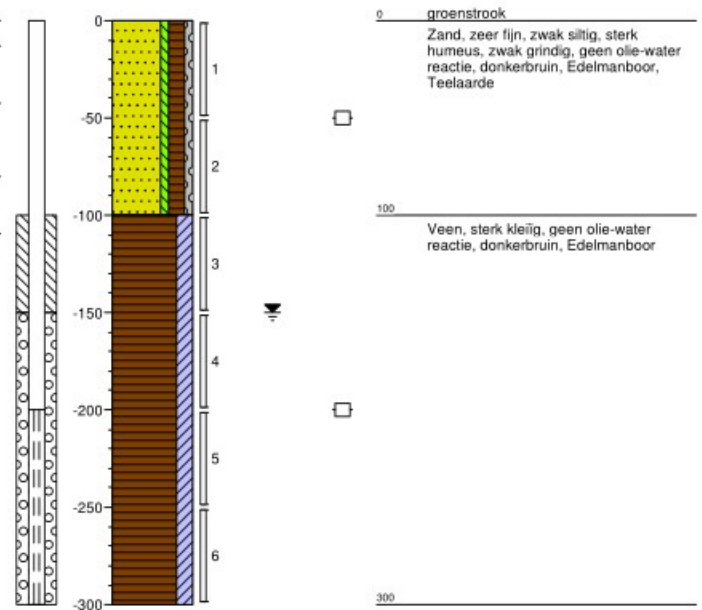 0
-50
-100
-150
-200
-250
-300
1
2
3
4
5
6
0
groenstrook
Zand, zeer fijn, zwak siltig, sterk
humeus, zwak grindig, geen olie-water
reactie, donkerbruin, Edelmanboor,
Teelaarde
100
Veen, sterk kleiïg, geen olie-water
reactie, donkerbruin, Edelmanboor
300